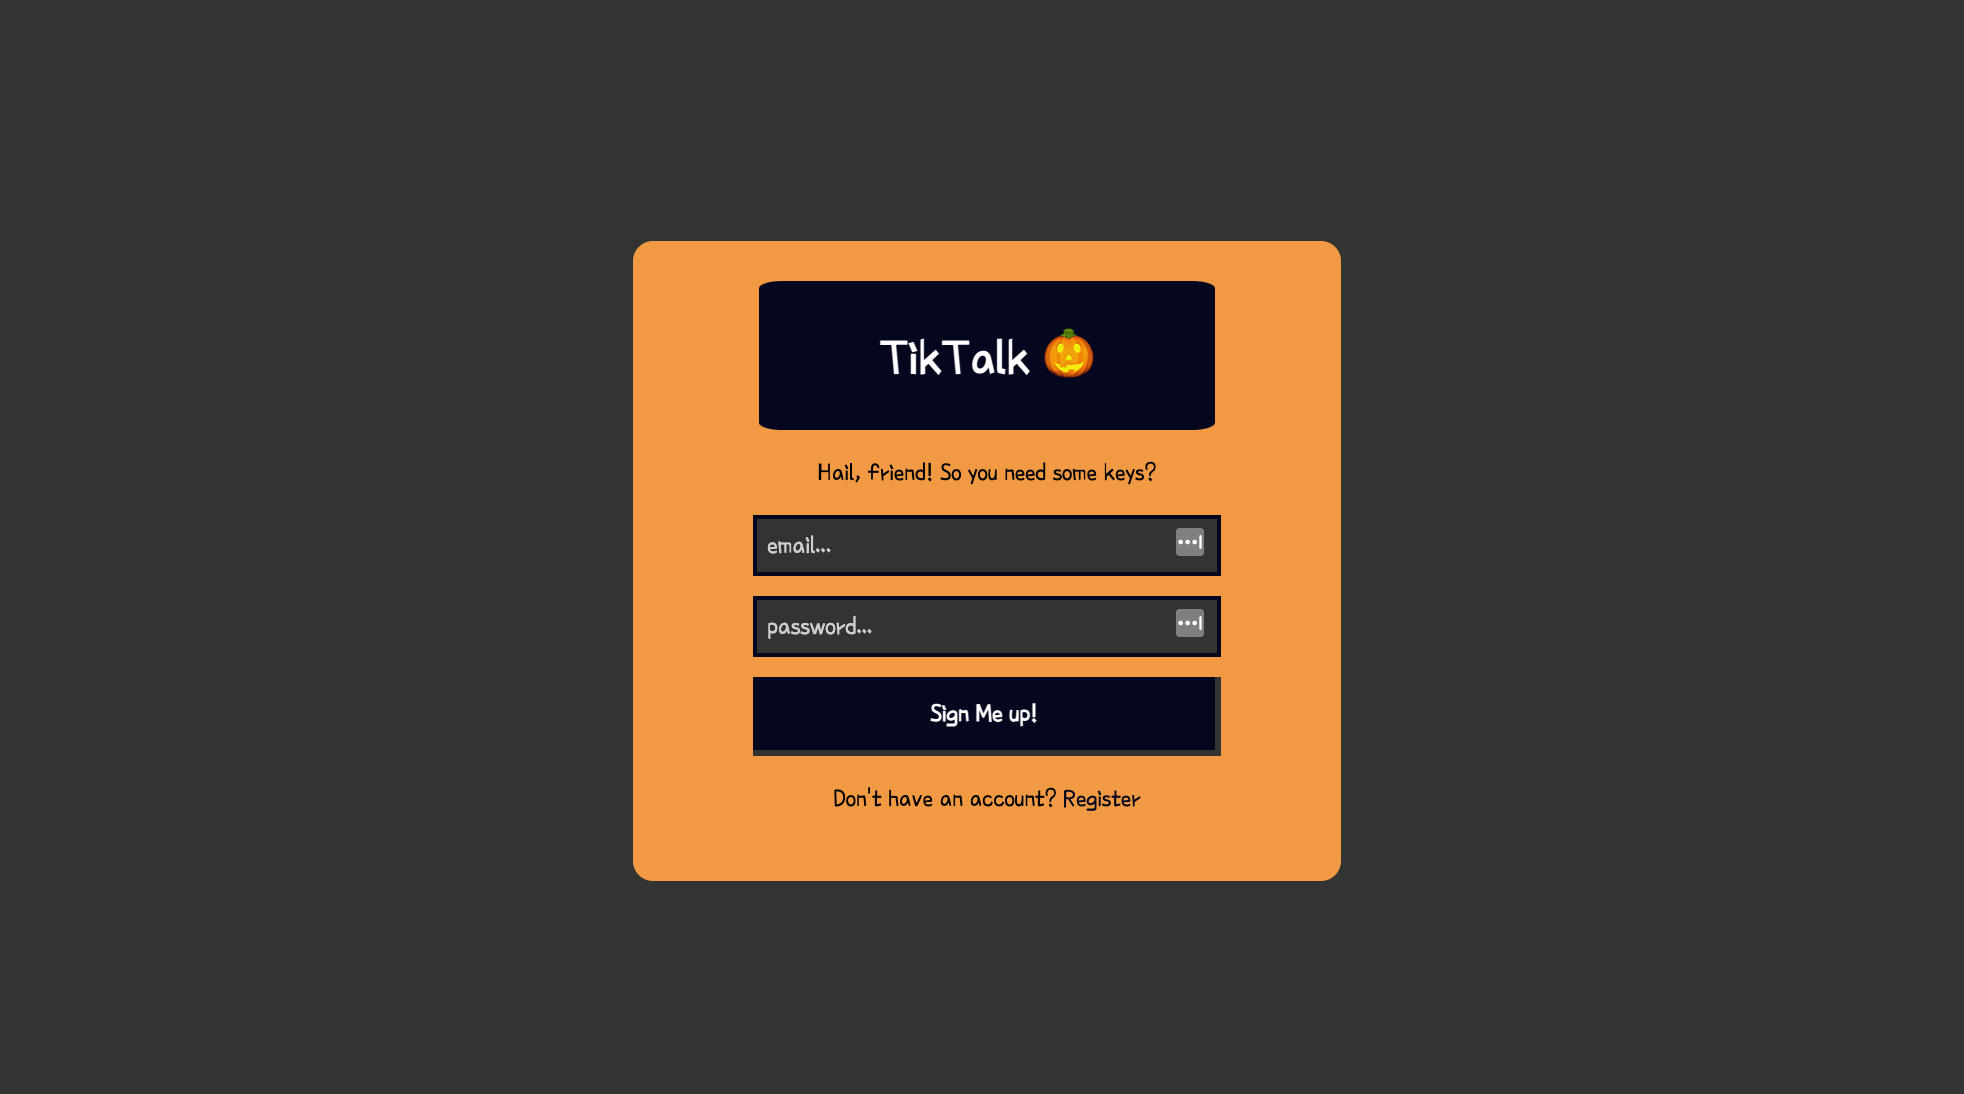 TikTalk 🎃
Hail, friend! So you need some keys?
email...
password...
Sign Me up!
Don't have an account? Register